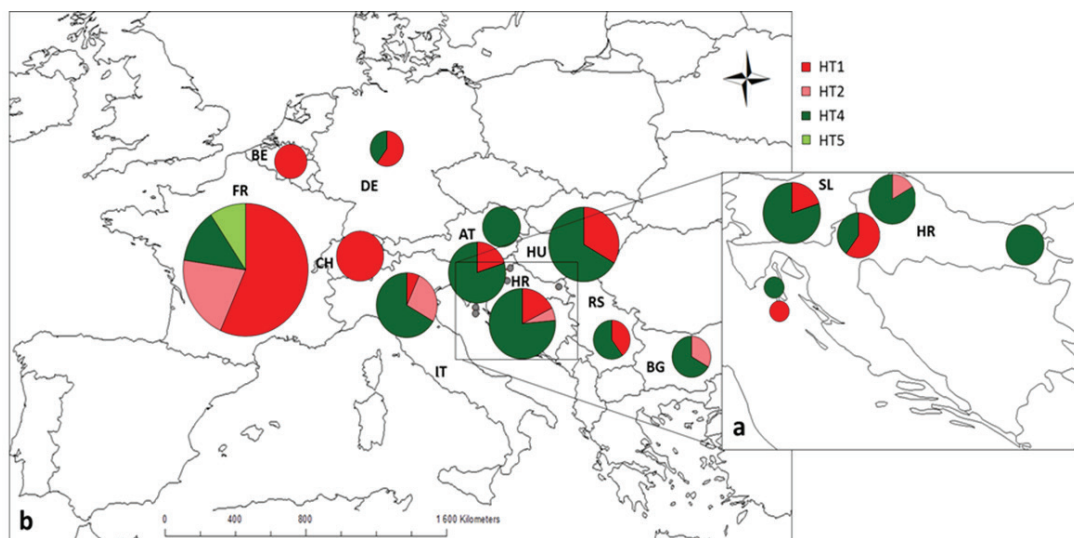 HT1
HT2
HT4
HT5
BE
DE
FR
CH
AT
HU
HR
RS
IT
BG
SL
HR
a
b
0 400 800 1 600 Kilometers